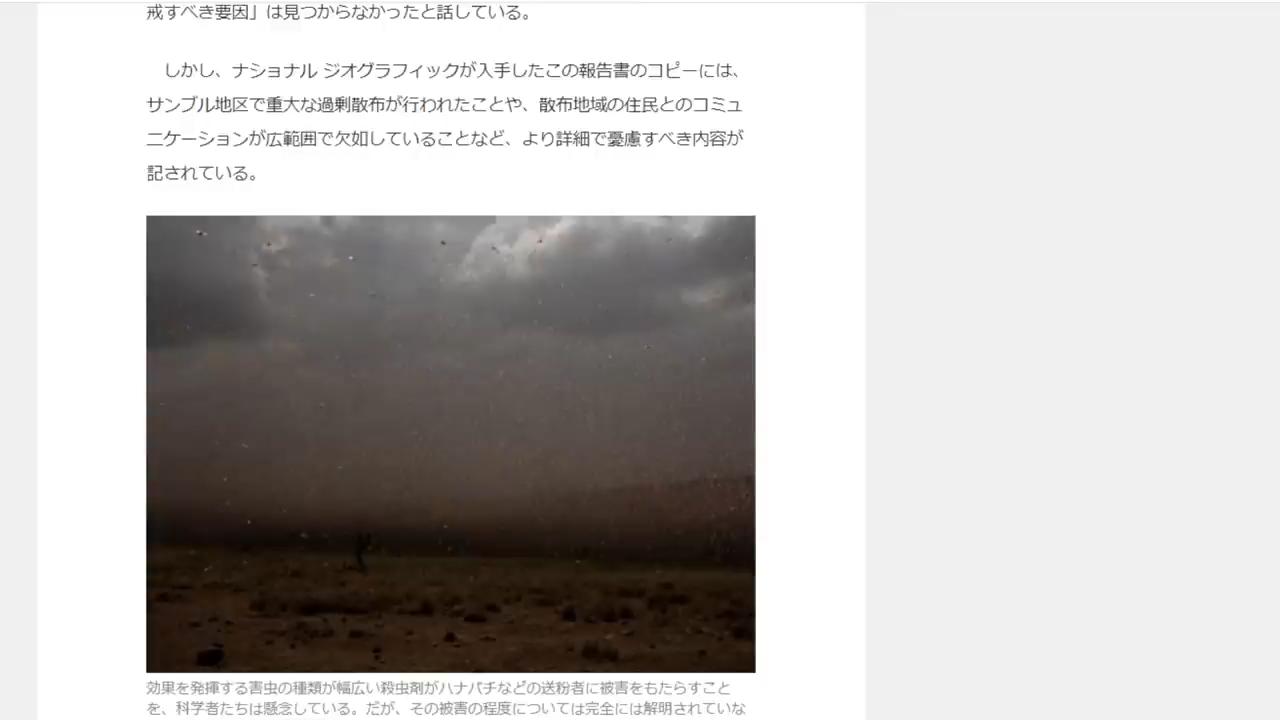 戒すべき要因」は見つからなかったと話している。
しかし、ナショナル ジオグラフィックが入手したこの報告書のコピーには、
サンブル地区で重大な過剰散布が行われたことや、散布地域の住民とのコミュ
ニケーションが広範囲で欠如していることなど、より詳細で憂慮すべき内容が
記されている。
効果を発揮する害虫の種類が幅広い殺虫剤がハナバチなどの送粉者に被害をもたらすこと
を、科学者たちは懸念している。だが、その被害の程度については完全には解明されていな